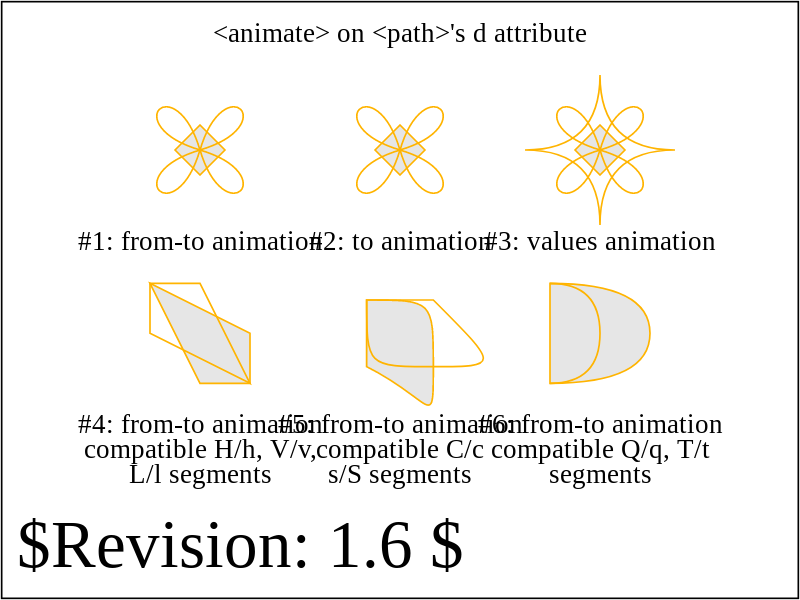 <animate> on <path>'s d attribute
#1: from-to animation
#2: to animation
#3: values animation
#4: from-to animation
compatible H/h, V/v,
L/l segments
#5: from-to animation
compatible C/c
s/S segments
#6: from-to animation
compatible Q/q, T/t
segments
$Revision: 1.6 $